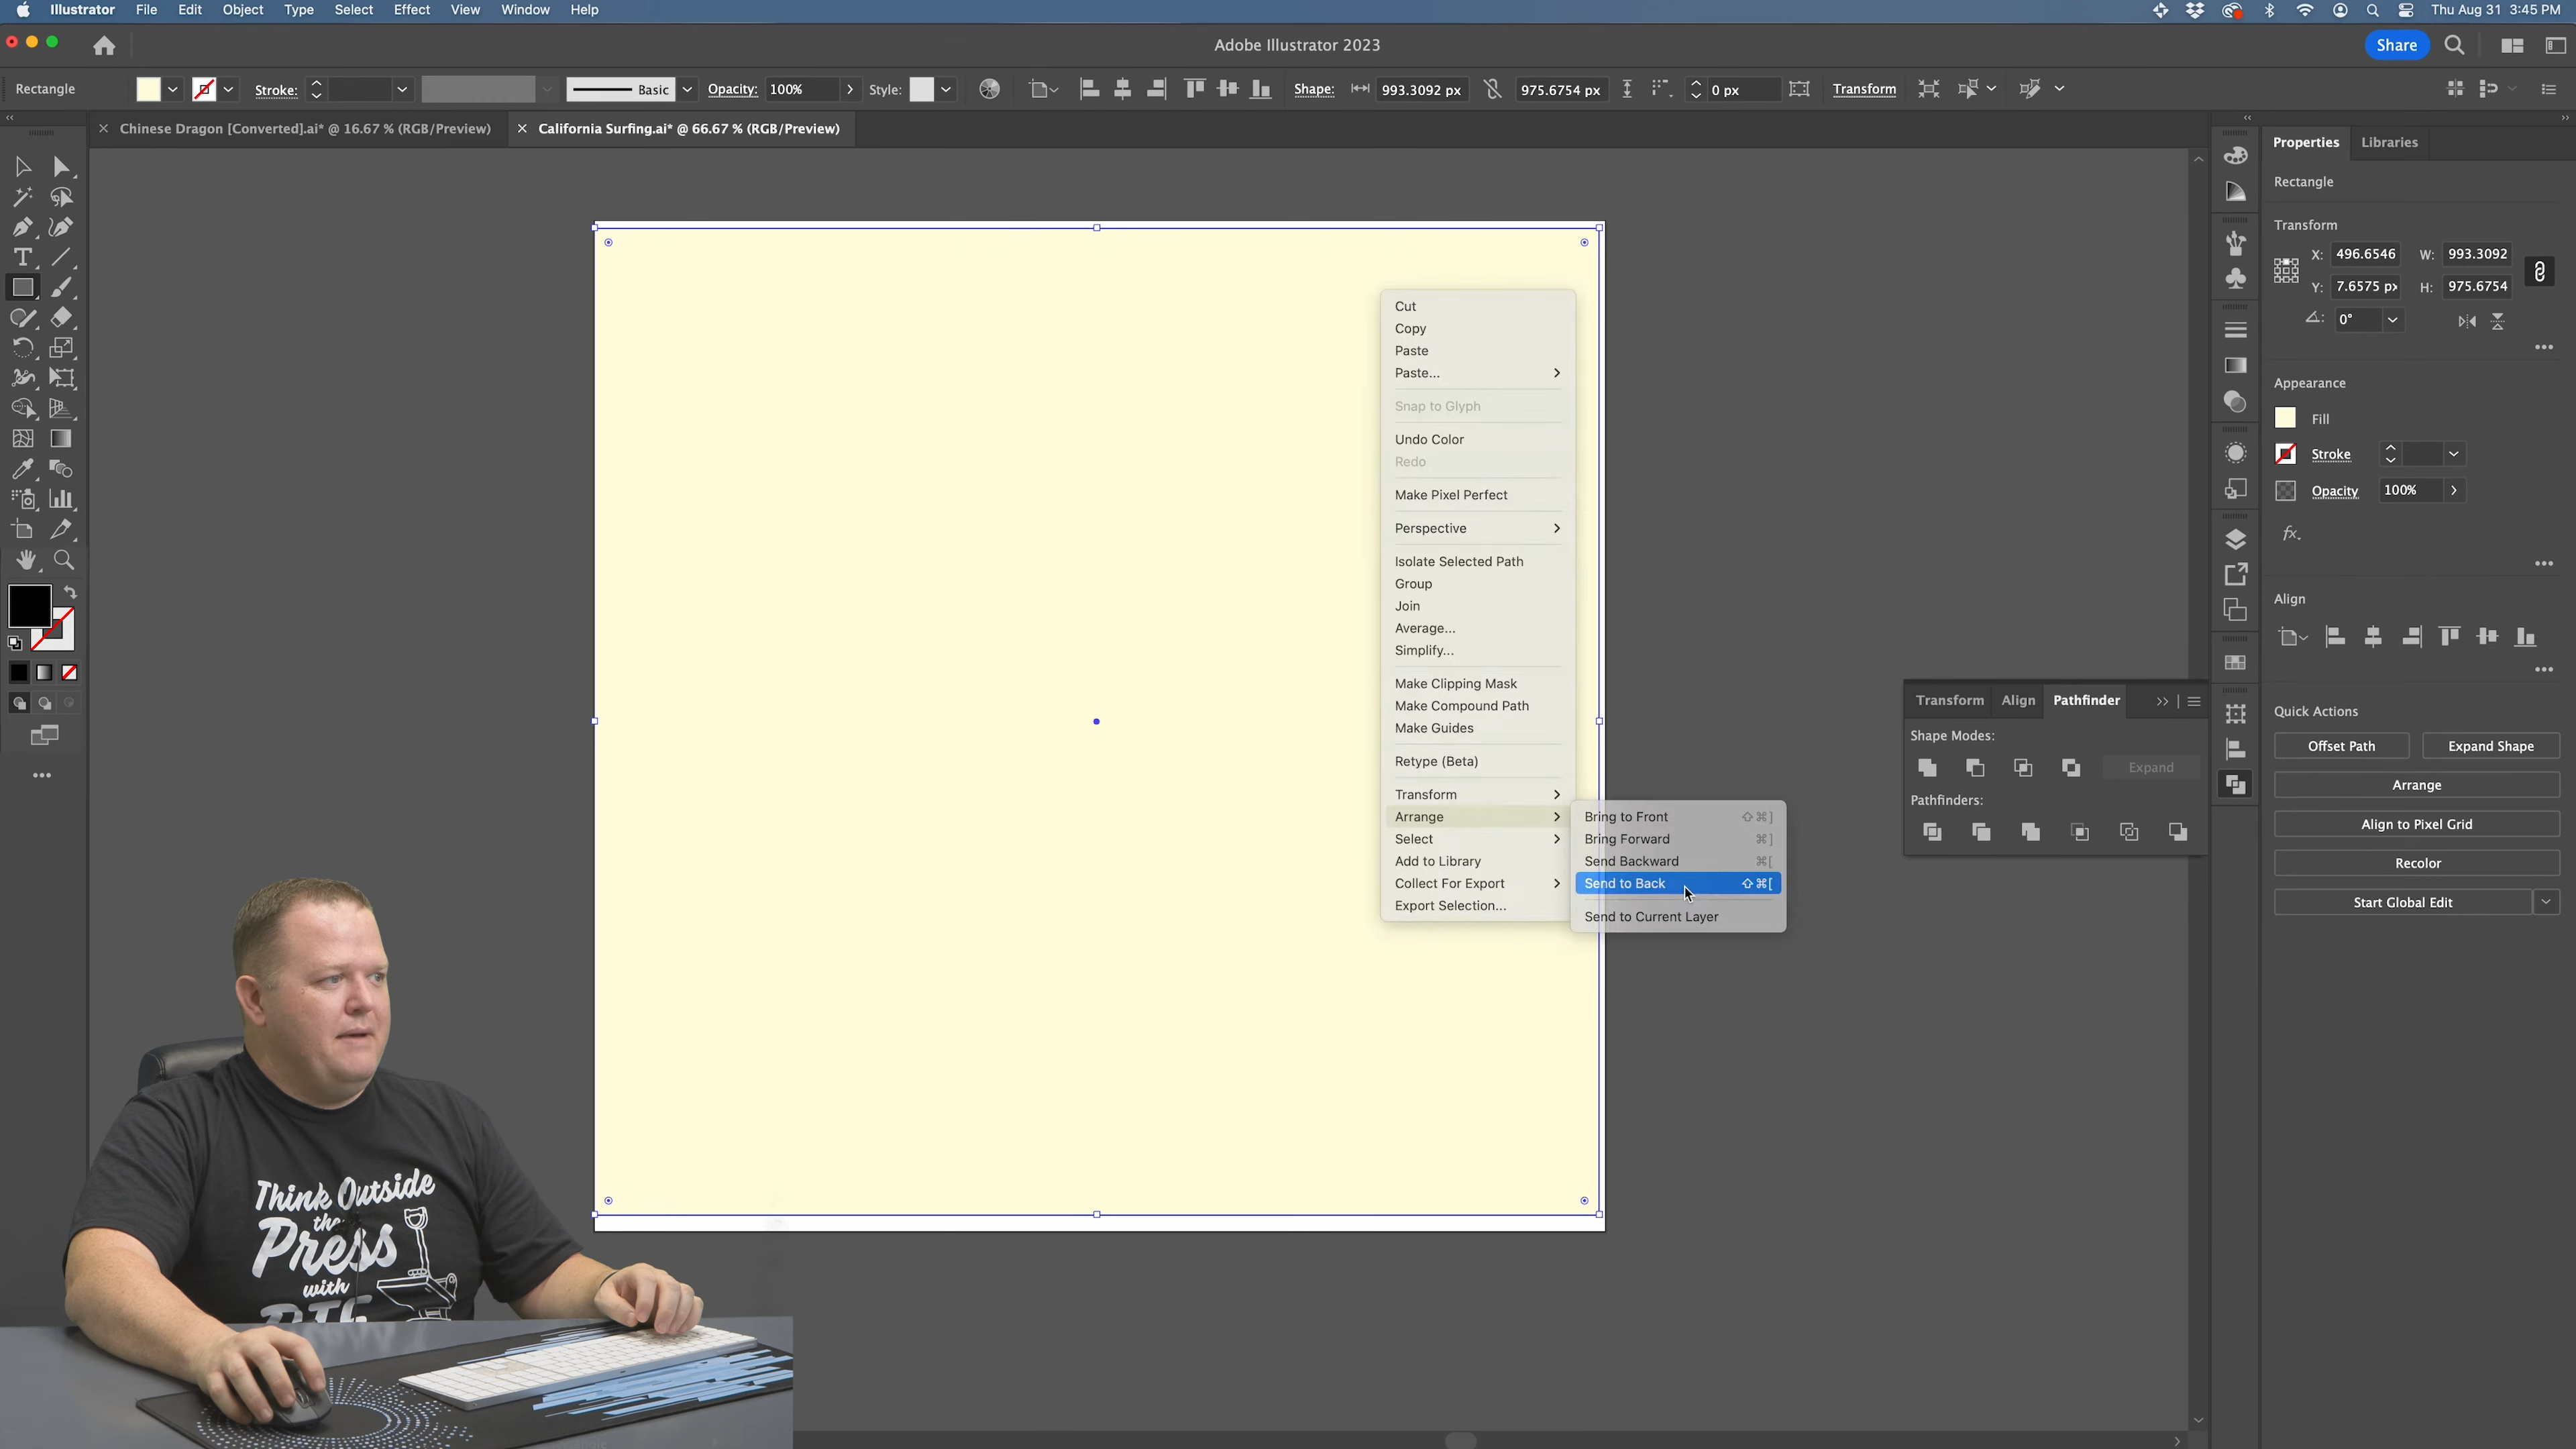 Illustrator File Edit Object Type Select Effect View Window Help
Thu Aug 31 3:45 PM
Adobe Illustrator 2023
Share
Rectangle
Stroke:
Basic
Opacity: 100%
Style:
Shape: 993.3092 px
975.6754 px
0 px
Transform
Chinese Dragon [Converted].ai* @ 16.67 % (RGB/Preview)
California Surfing.ai* @ 66.67 % (RGB/Preview)
Properties
Libraries
Rectangle
Transform
X: 496.6546
W: 993.3092
Y: 7.6575 px
H: 975.6754
0°
Appearance
Fill
Stroke
Opacity 100%
fx.
Align
Quick Actions
Offset Path
Expand Shape
Arrange
Align to Pixel Grid
Recolor
Start Global Edit
Transform
Align
Pathfinder
Shape Modes:
Expand
Pathfinders:
Cut
Copy
Paste
Paste...
Snap to Glyph
Undo Color
Redo
Make Pixel Perfect
Perspective
Isolate Selected Path
Group
Join
Average...
Simplify...
Make Clipping Mask
Make Compound Path
Make Guides
Retype (Beta)
Transform
Arrange
Select
Add to Library
Collect For Export
Export Selection...
Bring to Front ⇧⌘]
Bring Forward ⌘]
Send Backward ⌘[
Send to Back ⇧⌘[
Send to Current Layer
Think Outside
the
Press
with
DTF